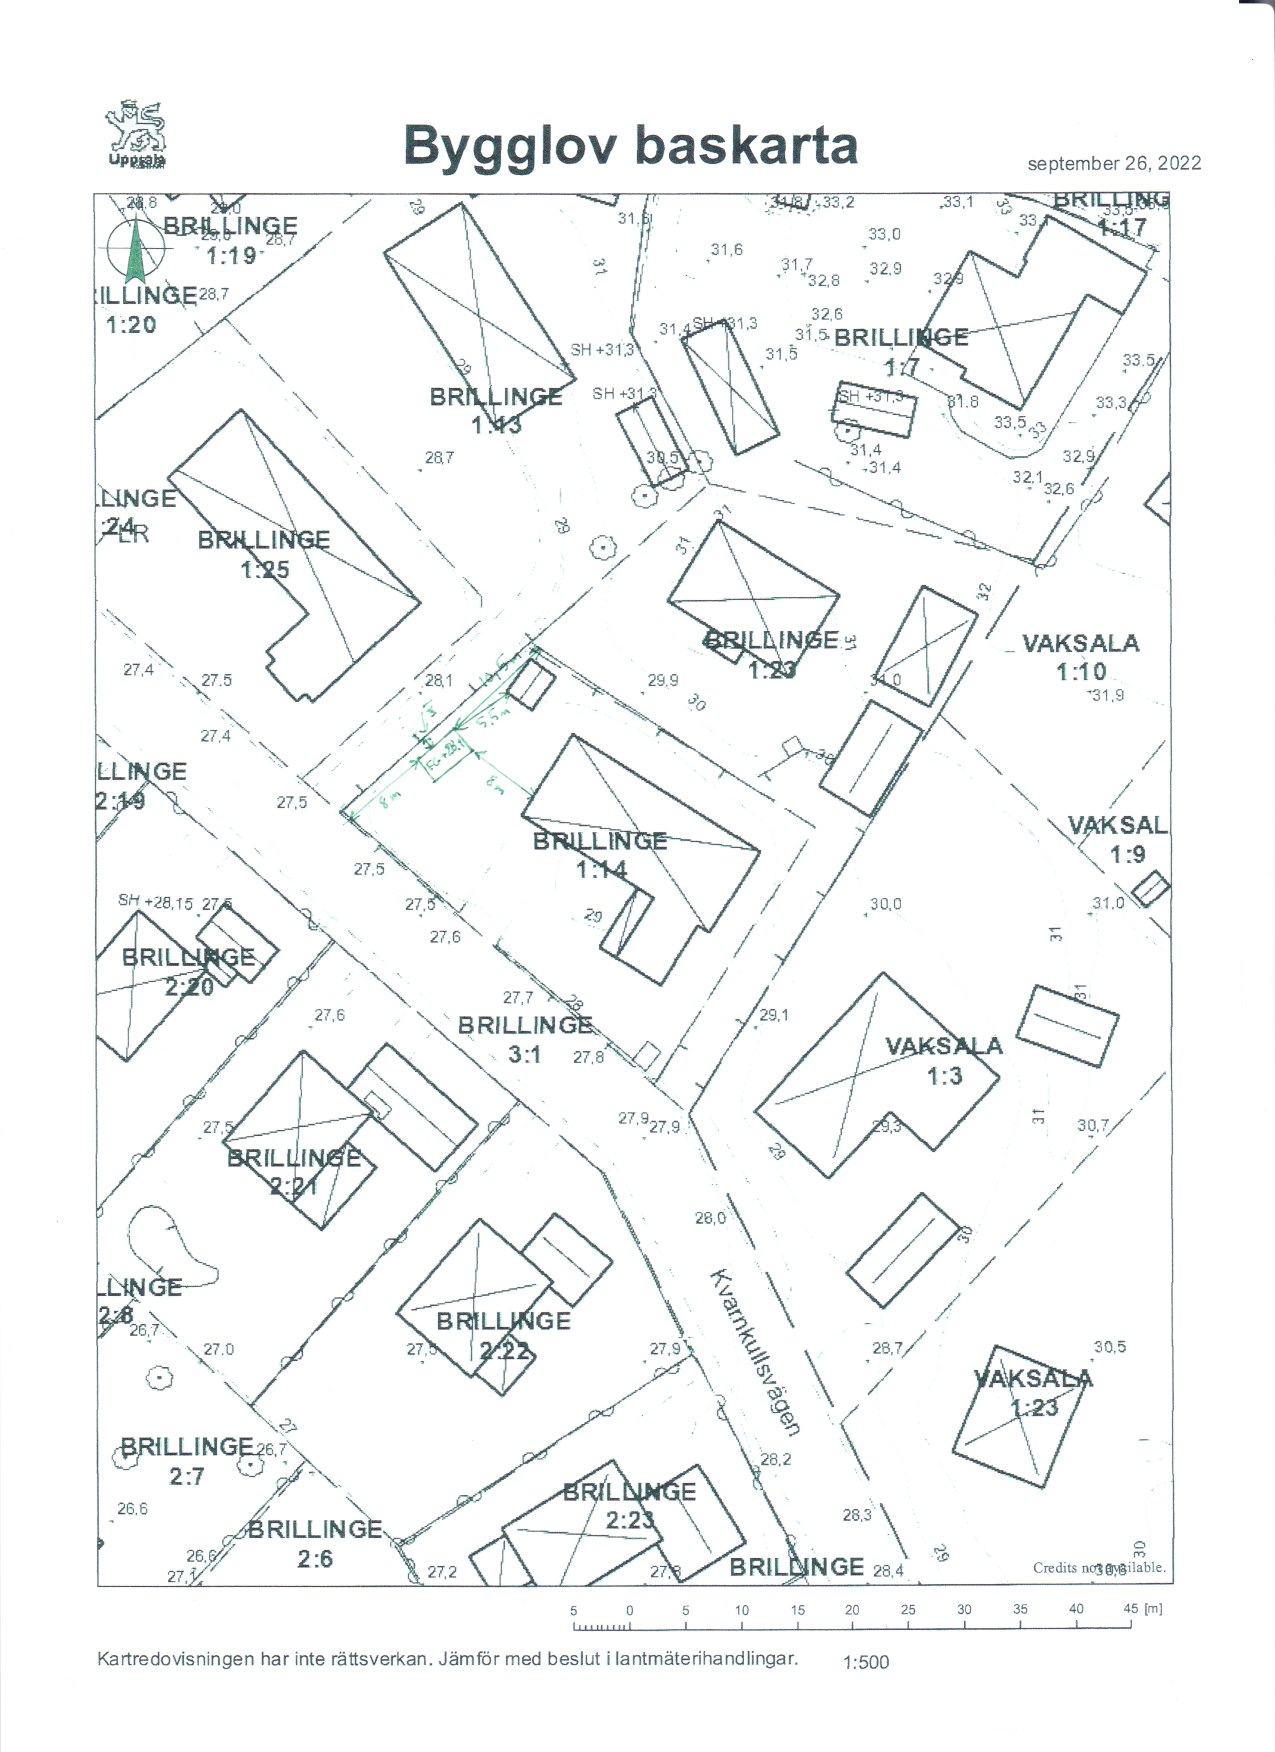 Uppsala
Bygglov baskarta
september 26, 2022
28,8
BRILLINGE
1:19
28,7
ILLINGE
1:20
28,7
29
31,6
31
31,6
31,8
33,2
33,1
33
BRILLING
1:17
33,0
31,7
32,8
32,9
32,9
32,6
31,5
31,4
SH +31,3
31,5
BRILLINGE
1:7
33,5
SH +31,3
SH +31,3
SH +31,3
29
BRILLINGE
1:13
31,8
33,3
33,5
33
28,7
30,5
31,4
31,4
32,9
32,1
32,6
LLINGE
:24
LR
BRILLINGE
1:25
29
31
31
32
BRILLINGE
1:23
31
VAKSALA
1:10
31,9
27,4
27,5
28,1
29,9
30
31,0
10,5 m
5,5 m
27,4
FG +28,1
8 m
8 m
LLINGE
2:19
27,5
BRILLINGE
1:14
VAKSAL
1:9
27,5
SH +28,15
27,5
27,5
29
30,0
31,0
27,6
31
BRILLINGE
2:20
27,7
28
31
27,6
BRILLINGE
3:1
27,8
29,1
VAKSALA
1:3
27,5
27,9
27,9
29,3
31
30,7
29
BRILLINGE
2:21
28,0
30
Kvarnkullsvägen
LLINGE
2:8
26,7
27,0
BRILLINGE
2:22
27,9
28,7
30,5
VAKSALA
1:23
27
BRILLINGE
2:7
26,7
28,2
26,6
BRILLINGE
2:23
28,3
BRILLINGE
2:6
26,6
27,1
27,2
27,8
BRILLINGE
28,4
29
30
Credits not available.
30,6
5 0 5 10 15 20 25 30 35 40 45 [m]
Kartredovisningen har inte rättsverkan. Jämför med beslut i lantmäterihandlingar.
1:500